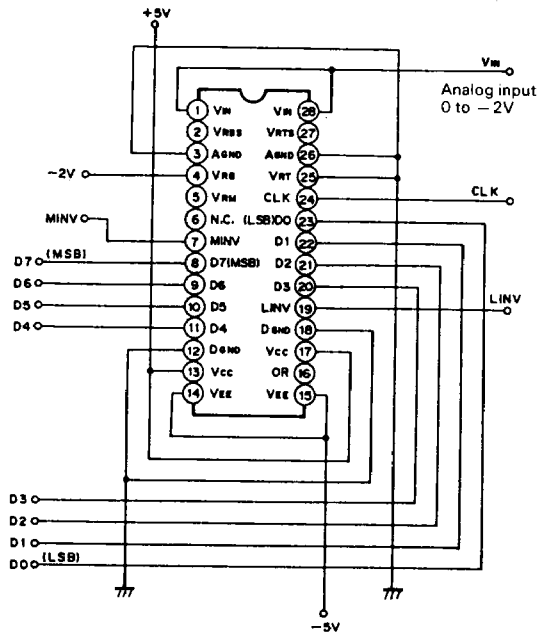 +5V
VIN
Analog input
0 to −2V
1 VIN
VIN 28
2 VRBS
VRTS 27
3 AGND
AGND 26
−2V
4 VRB
VRT 25
5 VRM
CLK 24
CLK
6 N.C.
(LSB)D0 23
MINV
7 MINV
D1 22
D7 (MSB)
8 D7(MSB)
D2 21
D6
9 D6
D3 20
D5
10 D5
LINV 19
LINV
D4
11 D4
DGND 18
12 DGND
VCC 17
13 VCC
OR 16
14 VEE
VEE 15
D3
D2
D1
D0 (LSB)
−5V